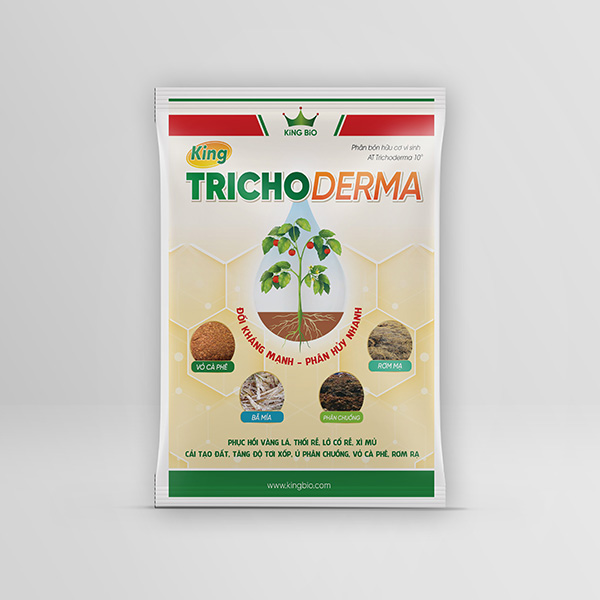 KING BIO
King
Phân bón hữu cơ vi sinh
AT Trichoderma 10⁹
TRICHODERMA
ĐỐI KHÁNG MẠNH - PHÂN HỦY NHANH
VỎ CÀ PHÊ
RƠM MẠ
BÃ MÍA
PHÂN CHUỒNG
PHỤC HỒI VÀNG LÁ, THỐI RỄ, LỞ CỔ RỄ, XÌ MỦ
CẢI TẠO ĐẤT, TĂNG ĐỘ TƠI XỐP, Ủ PHÂN CHUỒNG, VỎ CÀ PHÊ, RƠM RẠ
www.kingbio.com